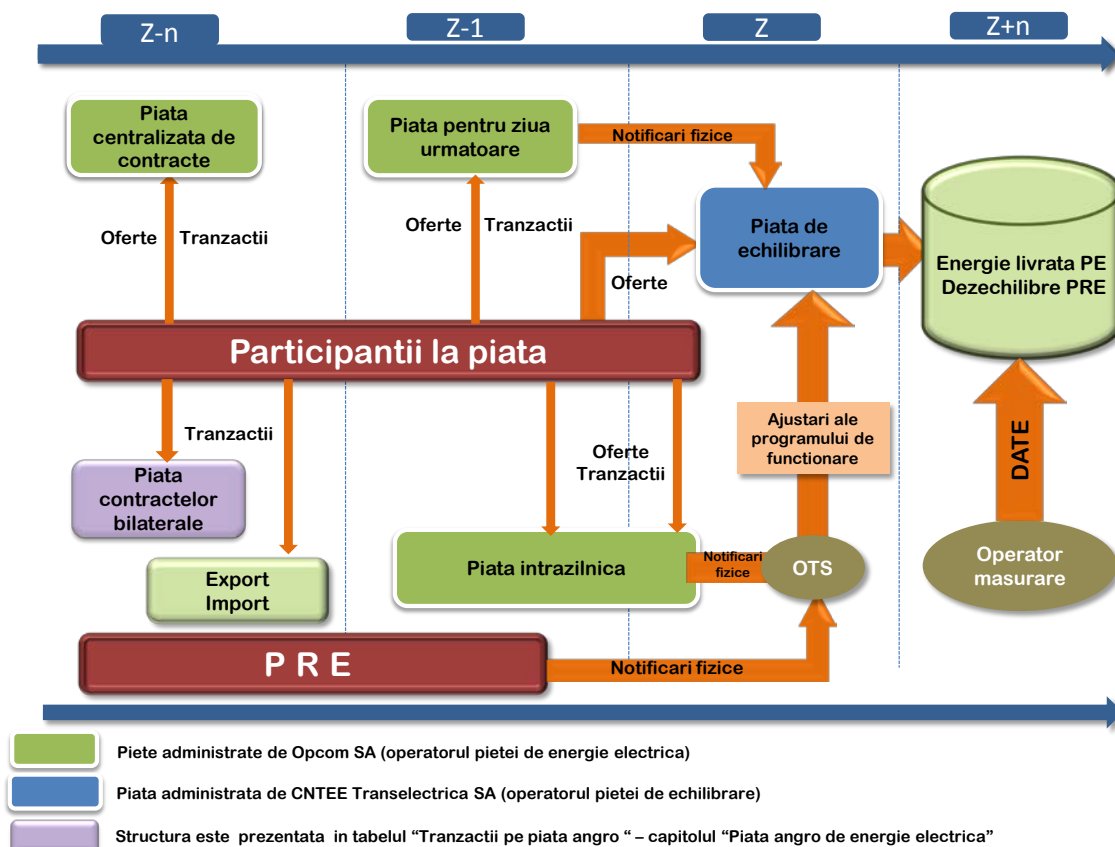 Z-n
Z-1
Z
Z+n
Piata
centralizata de
contracte
Piata pentru ziua
urmatoare
Notificari fizice
Piata de
echilibrare
Energie livrata PE
Dezechilibre PRE
Oferte
Tranzactii
Oferte
Tranzactii
Oferte
Participantii la piata
Tranzactii
Oferte
Tranzactii
Ajustari ale
programului de
functionare
DATE
Piata
contractelor
bilaterale
Export
Import
Piata intrazilnica
Notificari
fizice
OTS
Operator
masurare
P R E
Notificari fizice
Piete administrate de Opcom SA (operatorul pietei de energie electrica)
Piata administrata de CNTEE Transelectrica SA (operatorul pietei de echilibrare)
Structura este prezentata in tabelul “Tranzactii pe piata angro “ – capitolul “Piata angro de energie electrica”